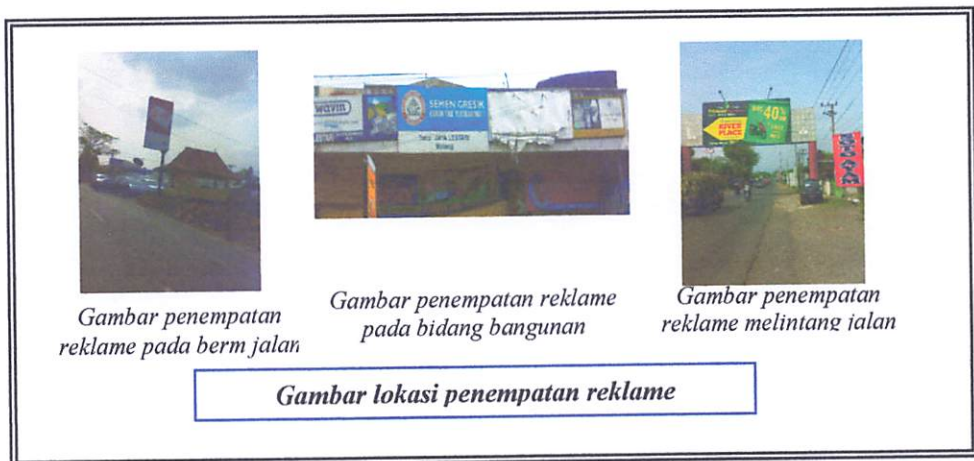 wavin
SEMEN GRESIK
40%
RIVER
PLACE
Gambar penempatan
reklame pada berm jalan
Gambar penempatan reklame
pada bidang bangunan
Gambar penempatan
reklame melintang jalan
Gambar lokasi penempatan reklame